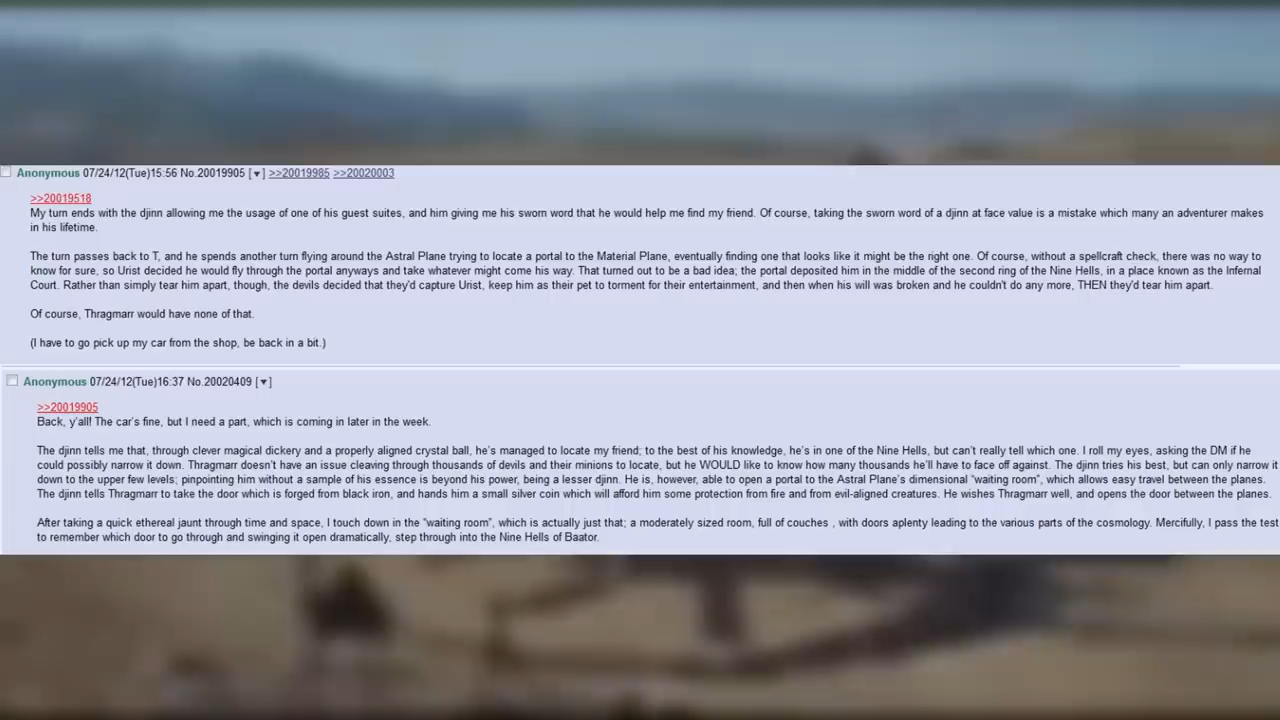 Anonymous 07/24/12(Tue)15:56 No.20019905 [▼] >>20019985 >>20020003
>>20019518
My turn ends with the djinn allowing me the usage of one of his guest suites, and him giving me his sworn word that he would help me find my friend. Of course, taking the sworn word of a djinn at face value is a mistake which many an adventurer makes
in his lifetime.
The turn passes back to T, and he spends another turn flying around the Astral Plane trying to locate a portal to the Material Plane, eventually finding one that looks like it might be the right one. Of course, without a spellcraft check, there was no way to
know for sure, so Urist decided he would fly through the portal anyways and take whatever might come his way. That turned out to be a bad idea; the portal deposited him in the middle of the second ring of the Nine Hells, in a place known as the Infernal
Court. Rather than simply tear him apart, though, the devils decided that they'd capture Urist, keep him as their pet to torment for their entertainment, and then when his will was broken and he couldn't do any more, THEN they'd tear him apart.
Of course, Thragmarr would have none of that.
(I have to go pick up my car from the shop, be back in a bit.)
Anonymous 07/24/12(Tue)16:37 No.20020409 [▼]
>>20019905
Back, y'all! The car's fine, but I need a part, which is coming in later in the week.
The djinn tells me that, through clever magical dickery and a properly aligned crystal ball, he's managed to locate my friend; to the best of his knowledge, he's in one of the Nine Hells, but can't really tell which one. I roll my eyes, asking the DM if he
could possibly narrow it down. Thragmarr doesn't have an issue cleaving through thousands of devils and their minions to locate, but he WOULD like to know how many thousands he'll have to face off against. The djinn tries his best, but can only narrow it
down to the upper few levels; pinpointing him without a sample of his essence is beyond his power, being a lesser djinn. He is, however, able to open a portal to the Astral Plane's dimensional "waiting room", which allows easy travel between the planes.
The djinn tells Thragmarr to take the door which is forged from black iron, and hands him a small silver coin which will afford him some protection from fire and from evil-aligned creatures. He wishes Thragmarr well, and opens the door between the planes.
After taking a quick ethereal jaunt through time and space, I touch down in the "waiting room", which is actually just that; a moderately sized room, full of couches , with doors aplenty leading to the various parts of the cosmology. Mercifully, I pass the test
to remember which door to go through and swinging it open dramatically, step through into the Nine Hells of Baator.